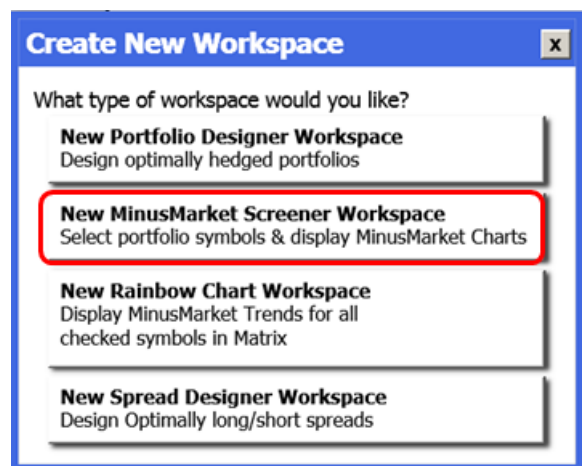 Create New Workspace
x
What type of workspace would you like?
New Portfolio Designer Workspace
Design optimally hedged portfolios
New MinusMarket Screener Workspace
Select portfolio symbols & display MinusMarket Charts
New Rainbow Chart Workspace
Display MinusMarket Trends for all
checked symbols in Matrix
New Spread Designer Workspace
Design Optimally long/short spreads